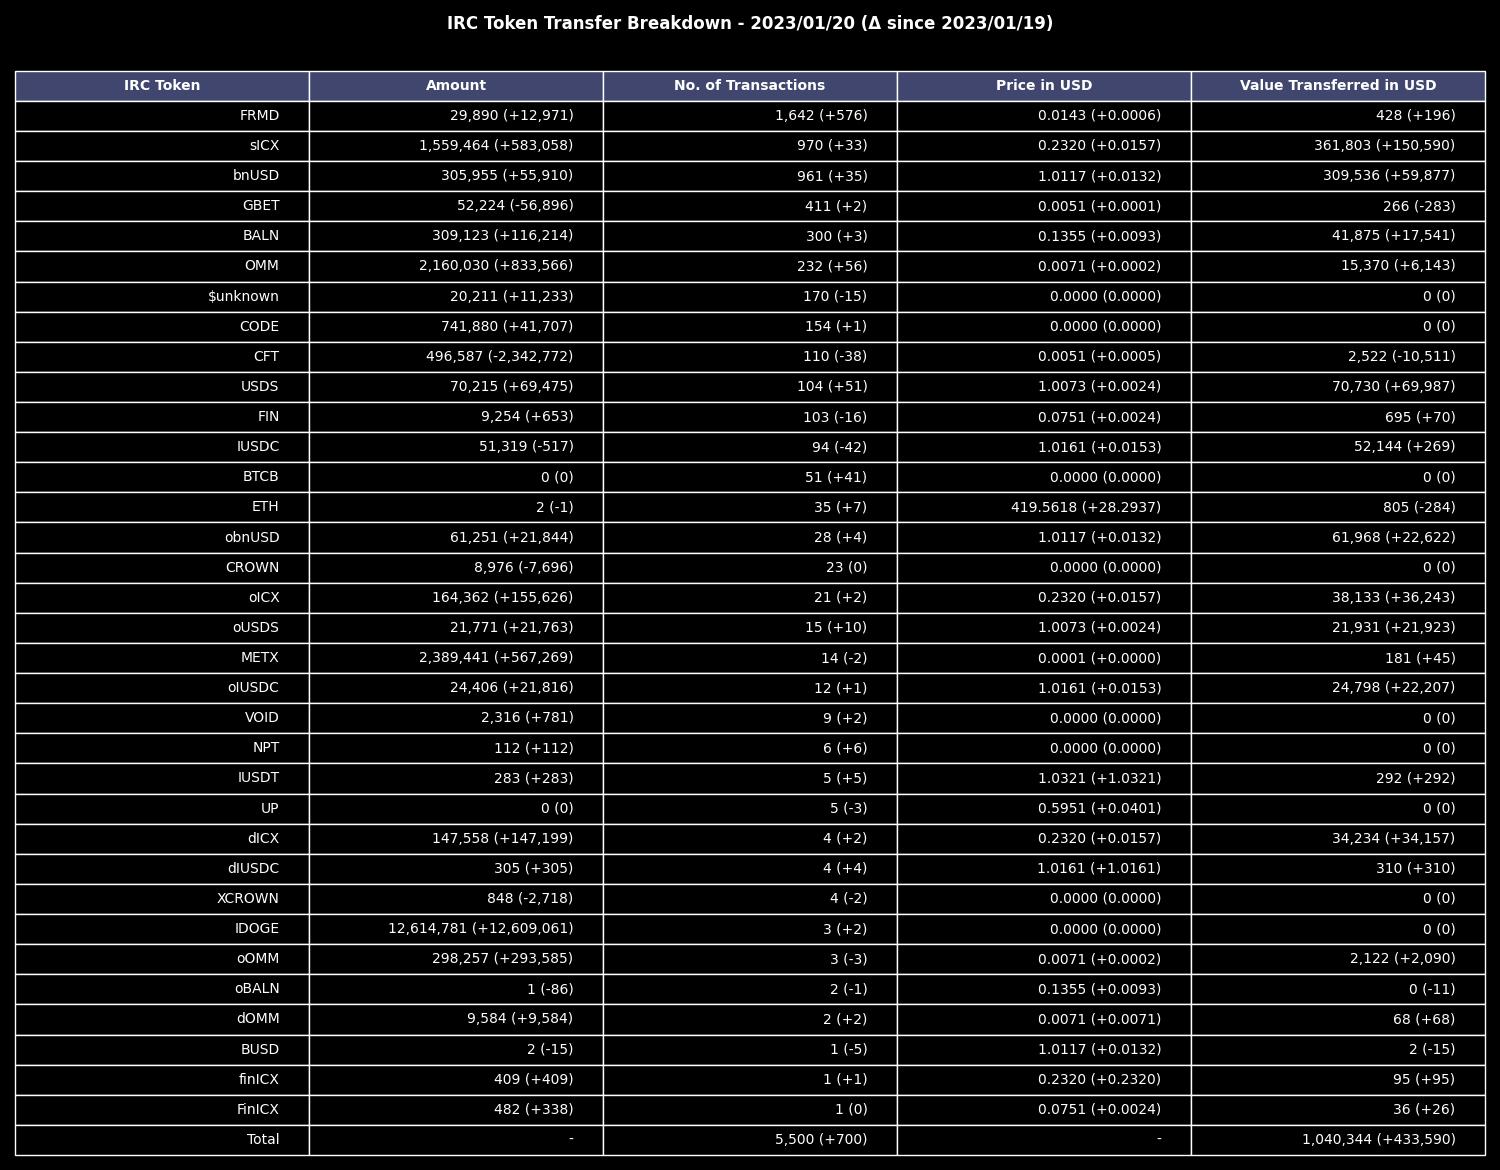 IRC Token Transfer Breakdown - 2023/01/20 (Δ since 2023/01/19)
IRC Token Amount No. of Transactions Price in USD Value Transferred in USD
FRMD 29,890 (+12,971) 1,642 (+576) 0.0143 (+0.0006) 428 (+196)
sICX 1,559,464 (+583,058) 970 (+33) 0.2320 (+0.0157) 361,803 (+150,590)
bnUSD 305,955 (+55,910) 961 (+35) 1.0117 (+0.0132) 309,536 (+59,877)
GBET 52,224 (-56,896) 411 (+2) 0.0051 (+0.0001) 266 (-283)
BALN 309,123 (+116,214) 300 (+3) 0.1355 (+0.0093) 41,875 (+17,541)
OMM 2,160,030 (+833,566) 232 (+56) 0.0071 (+0.0002) 15,370 (+6,143)
$unknown 20,211 (+11,233) 170 (-15) 0.0000 (0.0000) 0 (0)
CODE 741,880 (+41,707) 154 (+1) 0.0000 (0.0000) 0 (0)
CFT 496,587 (-2,342,772) 110 (-38) 0.0051 (+0.0005) 2,522 (-10,511)
USDS 70,215 (+69,475) 104 (+51) 1.0073 (+0.0024) 70,730 (+69,987)
FIN 9,254 (+653) 103 (-16) 0.0751 (+0.0024) 695 (+70)
IUSDC 51,319 (-517) 94 (-42) 1.0161 (+0.0153) 52,144 (+269)
BTCB 0 (0) 51 (+41) 0.0000 (0.0000) 0 (0)
ETH 2 (-1) 35 (+7) 419.5618 (+28.2937) 805 (-284)
obnUSD 61,251 (+21,844) 28 (+4) 1.0117 (+0.0132) 61,968 (+22,622)
CROWN 8,976 (-7,696) 23 (0) 0.0000 (0.0000) 0 (0)
oICX 164,362 (+155,626) 21 (+2) 0.2320 (+0.0157) 38,133 (+36,243)
oUSDS 21,771 (+21,763) 15 (+10) 1.0073 (+0.0024) 21,931 (+21,923)
METX 2,389,441 (+567,269) 14 (-2) 0.0001 (+0.0000) 181 (+45)
oIUSDC 24,406 (+21,816) 12 (+1) 1.0161 (+0.0153) 24,798 (+22,207)
VOID 2,316 (+781) 9 (+2) 0.0000 (0.0000) 0 (0)
NPT 112 (+112) 6 (+6) 0.0000 (0.0000) 0 (0)
IUSDT 283 (+283) 5 (+5) 1.0321 (+1.0321) 292 (+292)
UP 0 (0) 5 (-3) 0.5951 (+0.0401) 0 (0)
dICX 147,558 (+147,199) 4 (+2) 0.2320 (+0.0157) 34,234 (+34,157)
dIUSDC 305 (+305) 4 (+4) 1.0161 (+1.0161) 310 (+310)
XCROWN 848 (-2,718) 4 (-2) 0.0000 (0.0000) 0 (0)
IDOGE 12,614,781 (+12,609,061) 3 (+2) 0.0000 (0.0000) 0 (0)
oOMM 298,257 (+293,585) 3 (-3) 0.0071 (+0.0002) 2,122 (+2,090)
oBALN 1 (-86) 2 (-1) 0.1355 (+0.0093) 0 (-11)
dOMM 9,584 (+9,584) 2 (+2) 0.0071 (+0.0071) 68 (+68)
BUSD 2 (-15) 1 (-5) 1.0117 (+0.0132) 2 (-15)
finICX 409 (+409) 1 (+1) 0.2320 (+0.2320) 95 (+95)
FinICX 482 (+338) 1 (0) 0.0751 (+0.0024) 36 (+26)
Total - 5,500 (+700) - 1,040,344 (+433,590)